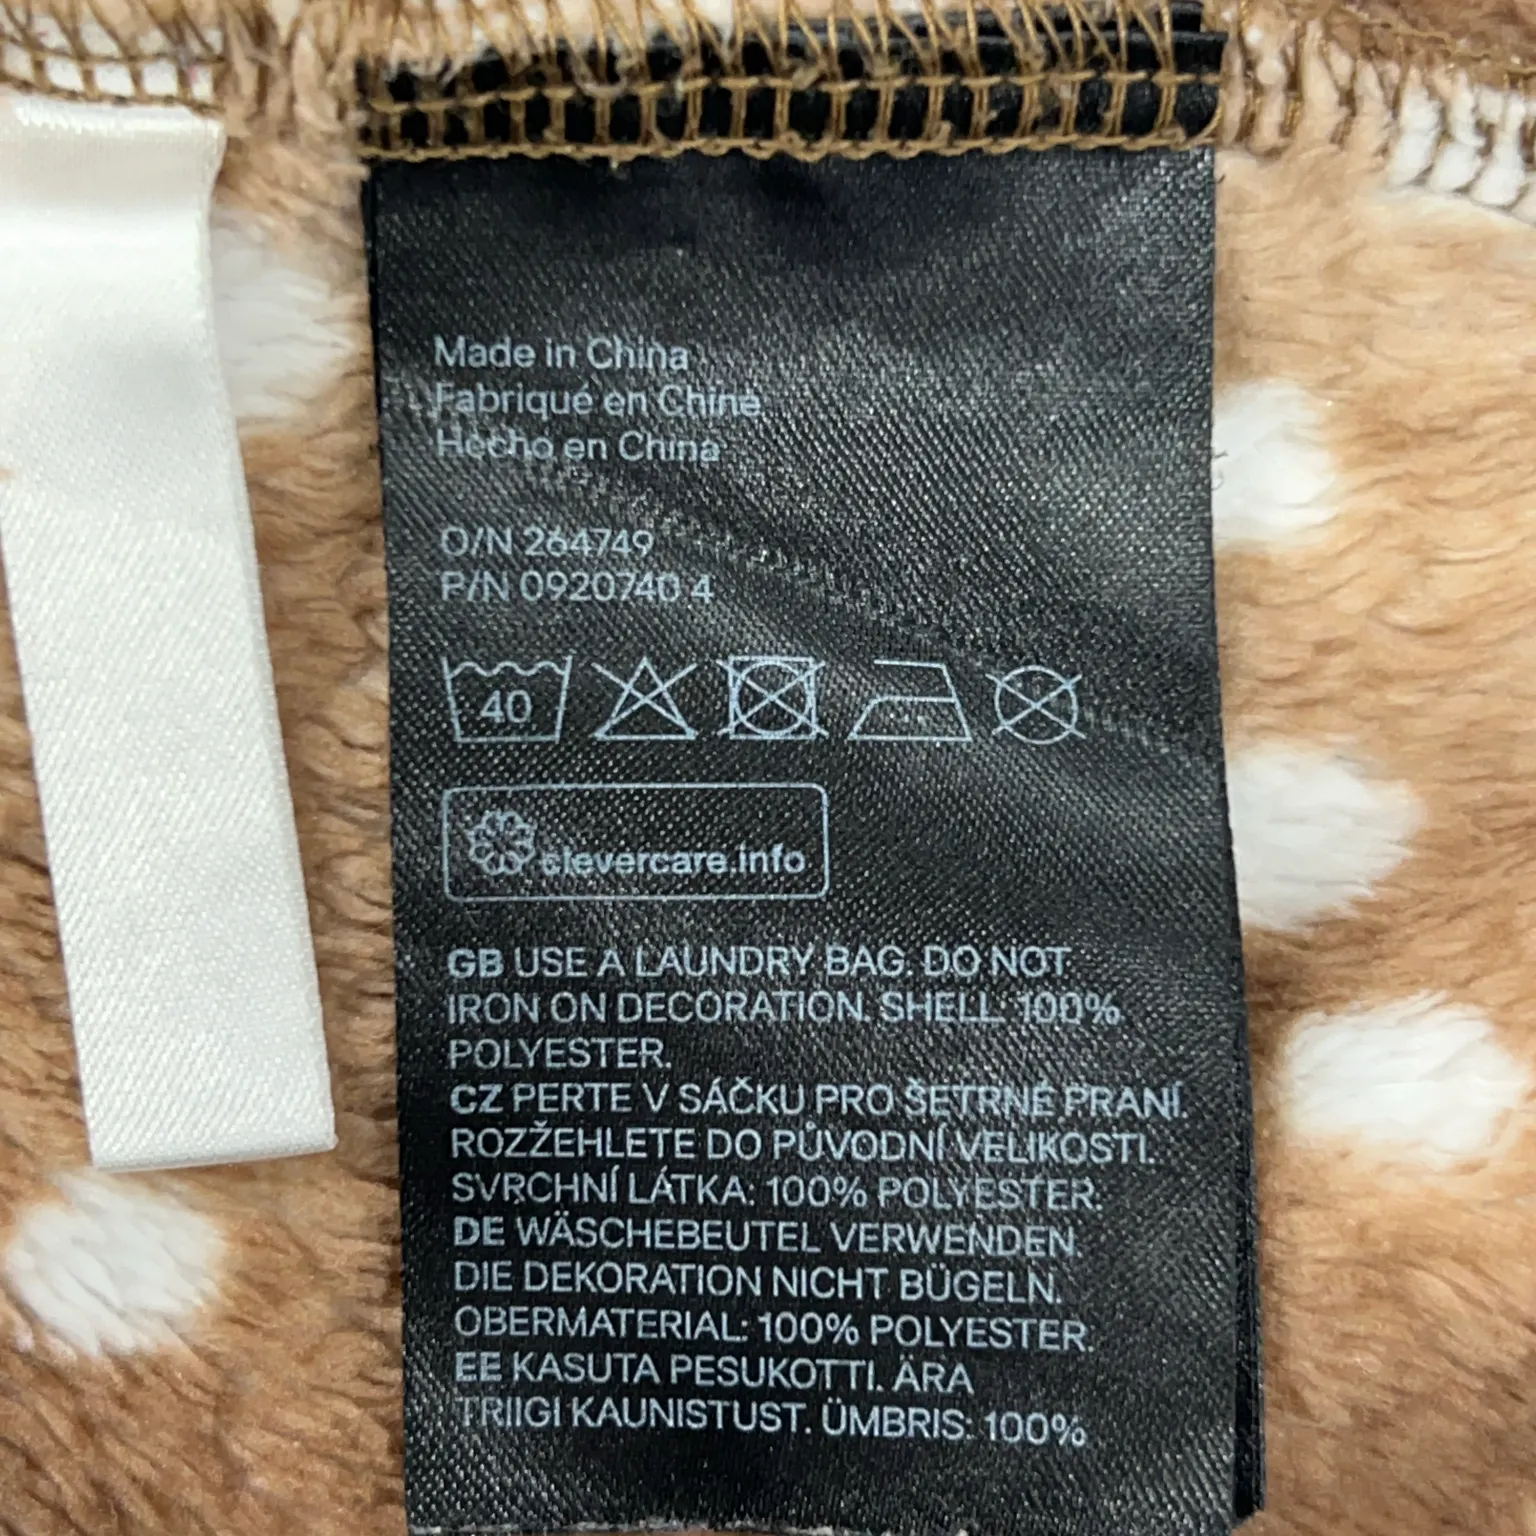 Made in China
Fabriqué en Chine
Hecho en China
O/N 264749
P/N 0920740 4
40
clevercare.info
GB USE A LAUNDRY BAG. DO NOT
IRON ON DECORATION. SHELL: 100%
POLYESTER.
CZ PERTE V SÁČKU PRO ŠETRNÉ PRANÍ.
ROZŽEHLETE DO PŮVODNÍ VELIKOSTI.
SVRCHNÍ LÁTKA: 100% POLYESTER.
DE WÄSCHEBEUTEL VERWENDEN.
DIE DEKORATION NICHT BÜGELN.
OBERMATERIAL: 100% POLYESTER.
EE KASUTA PESUKOTTI. ÄRA
TRIIGI KAUNISTUST. ÜMBRIS: 100%